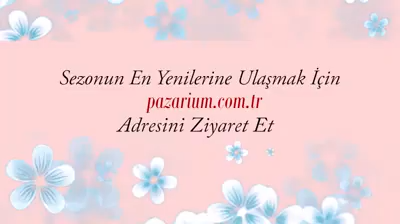 Sezonun En Yenilerine Ulaşmak İçin
pazarium.com.tr
Adresini Ziyaret Et